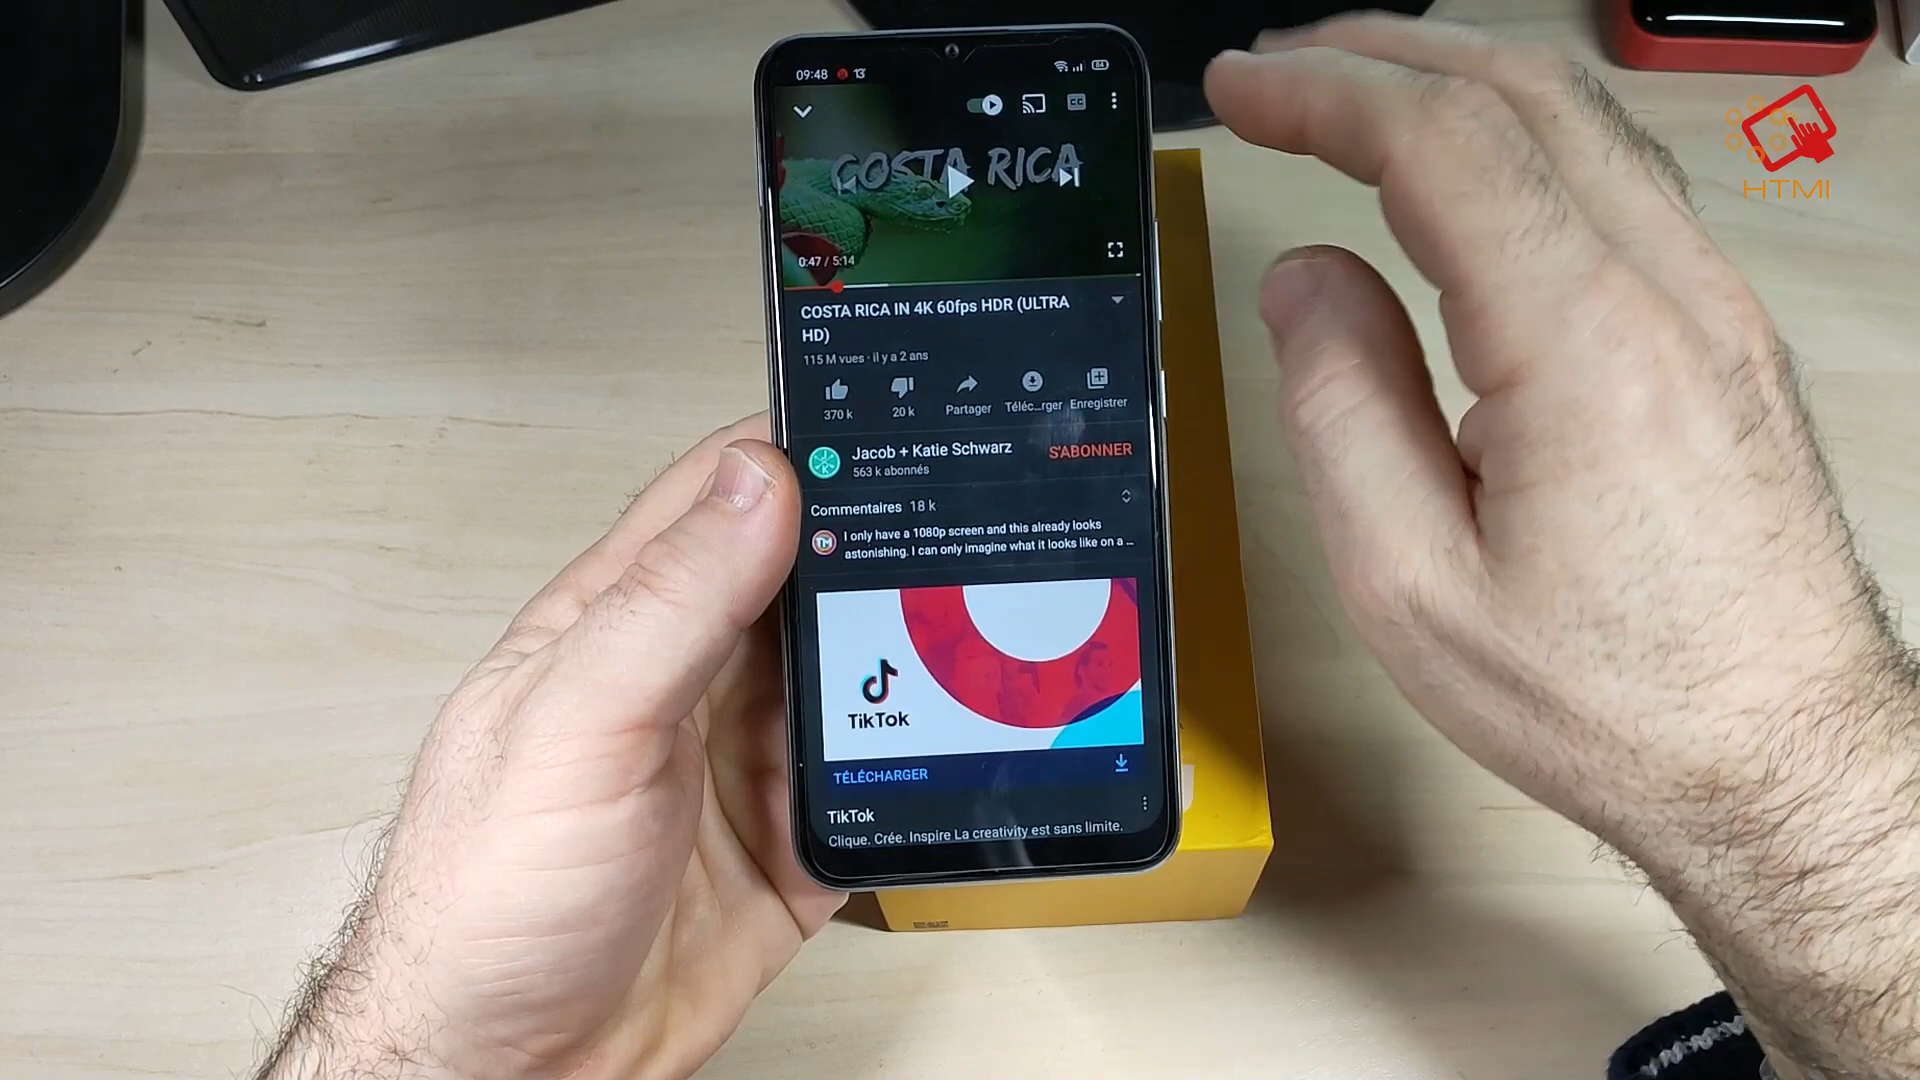 09:48
84
CC
COSTA RICA
0:47 / 5:14
COSTA RICA IN 4K 60fps HDR (ULTRA
HD)
115 M vues · il y a 2 ans
370 k
20 k
Partager
Téléc...rger
Enregistrer
Jacob + Katie Schwarz
563 k abonnés
S'ABONNER
Commentaires 18 k
TM
I only have a 1080p screen and this already looks
astonishing. I can only imagine what it looks like on a ...
TikTok
TÉLÉCHARGER
TikTok
Clique. Crée. Inspire La creativity est sans limite.
HTMI